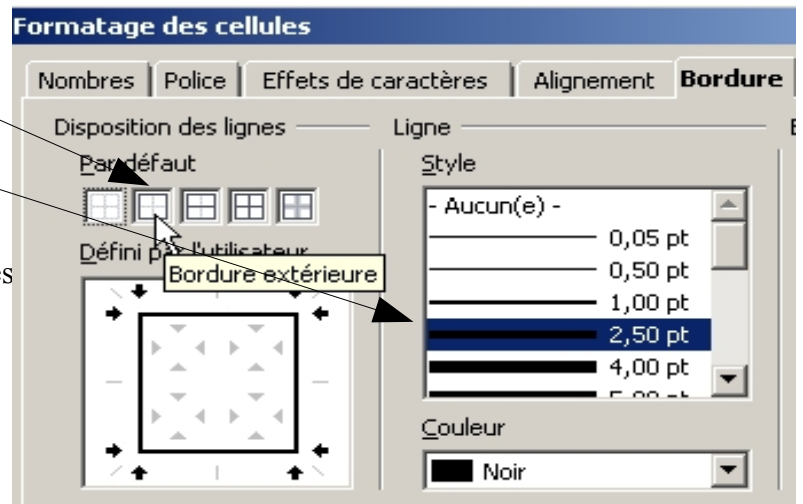 Formatage des cellules
Nombres Police Effets de caractères Alignement Bordure
Disposition des lignes
Par défaut
Défini par l'utilisateur
Bordure extérieure
Ligne
Style
- Aucun(e) -
0,05 pt
0,50 pt
1,00 pt
2,50 pt
4,00 pt
Couleur
Noir